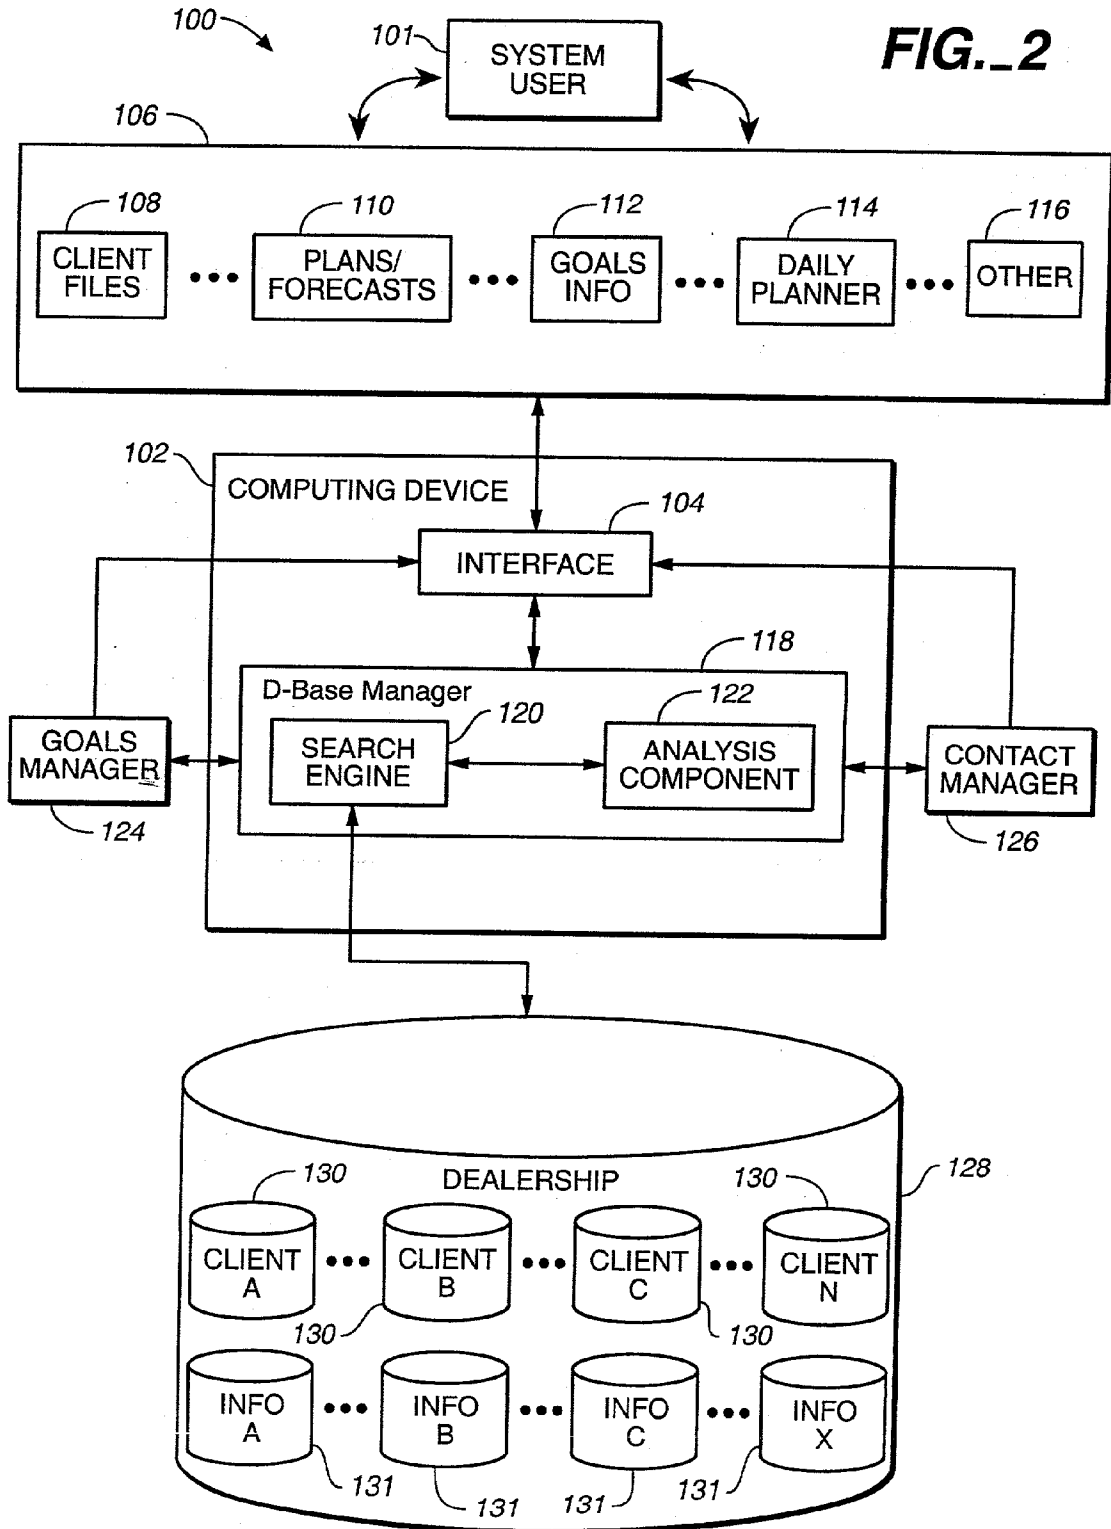 100
101
SYSTEM
USER
FIG._2
106
108
CLIENT
FILES
110
PLANS/
FORECASTS
112
GOALS
INFO
114
DAILY
PLANNER
116
OTHER
102
COMPUTING DEVICE
104
INTERFACE
118
D-Base Manager
120
SEARCH
ENGINE
122
ANALYSIS
COMPONENT
GOALS
MANAGER
124
CONTACT
MANAGER
126
128
DEALERSHIP
130
CLIENT
A
CLIENT
B
130
CLIENT
C
130
130
CLIENT
N
INFO
A
131
INFO
B
131
INFO
C
131
INFO
X
131